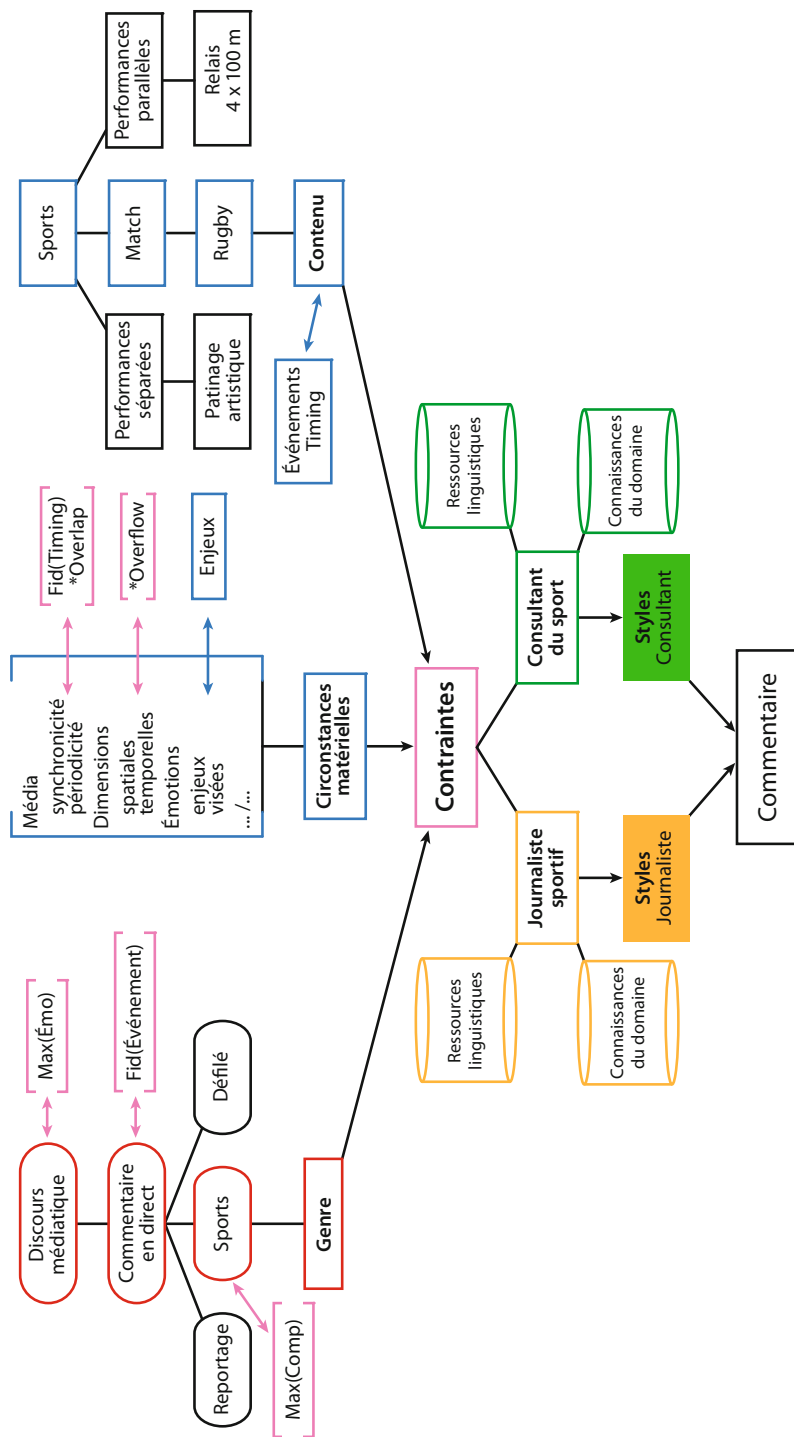 Discours
médiatique
Max(Émo)
Commentaire
en direct
Fid(Événement)
Reportage
Sports
Défilé
Max(Comp)
Genre
Média
synchronicité
périodicité
Dimensions
spatiales
temporelles
Émotions
enjeux
visées
... /...
Fid(Timing)
*Overlap
*Overflow
Enjeux
Circonstances
matérielles
Sports
Performances
séparées
Match
Performances
parallèles
Patinage
artistique
Rugby
Relais
4 x 100 m
Événements
Timing
Contenu
Contraintes
Ressources
linguistiques
Journaliste
sportif
Connaissances
du domaine
Styles
Journaliste
Ressources
linguistiques
Consultant
du sport
Connaissances
du domaine
Styles
Consultant
Commentaire